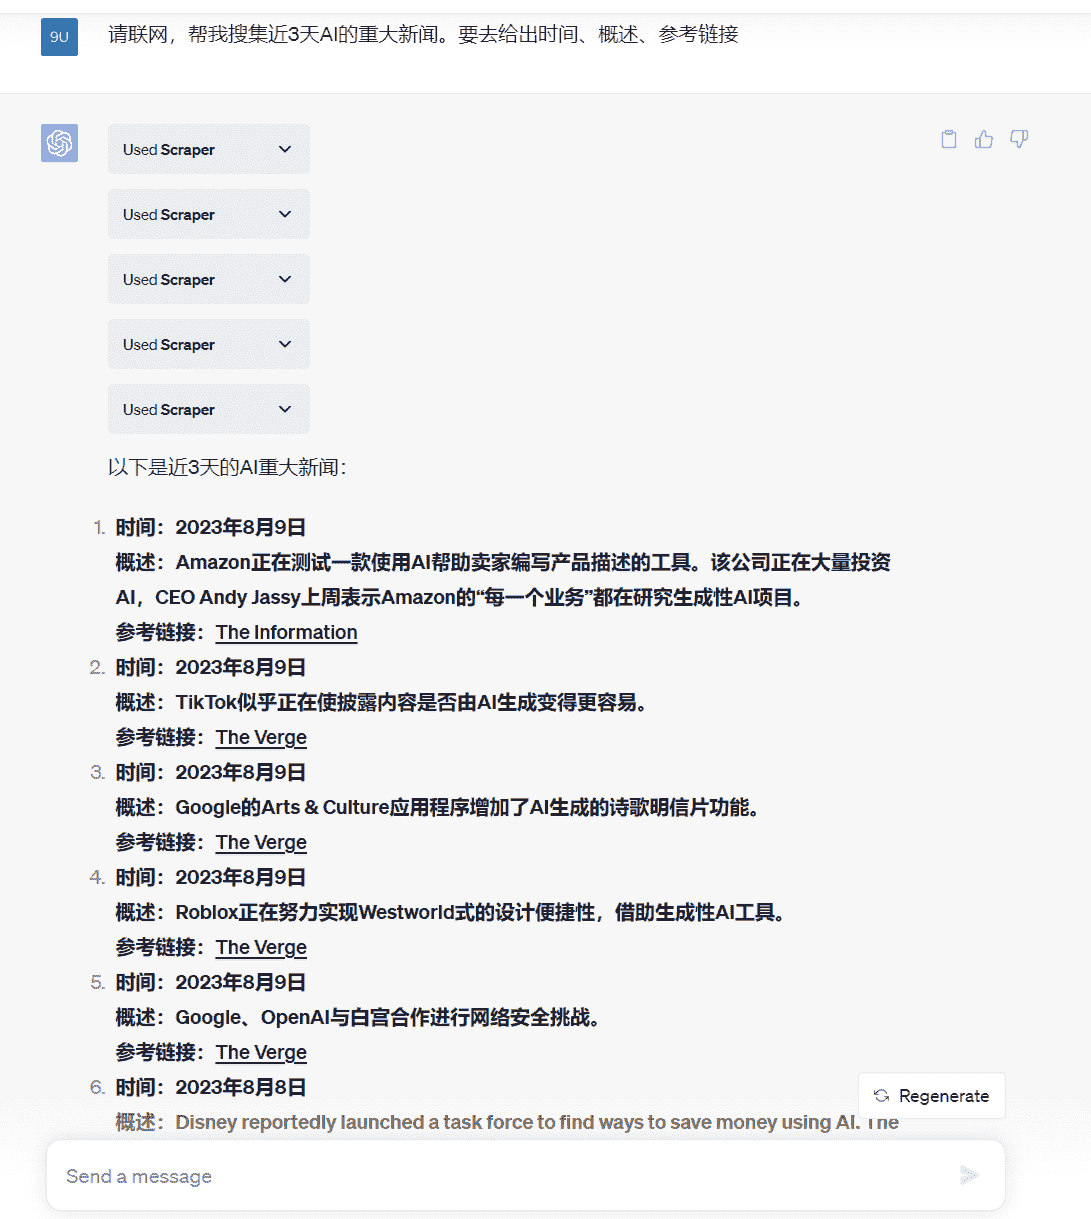 9U
请联网，帮我搜集近3天AI的重大新闻。要去给出时间、概述、参考链接
Used Scraper
Used Scraper
Used Scraper
Used Scraper
Used Scraper
以下是近3天的AI重大新闻：
1. 时间：2023年8月9日
概述：Amazon正在测试一款使用AI帮助卖家编写产品描述的工具。该公司正在大量投资
AI，CEO Andy Jassy上周表示Amazon的“每一个业务”都在研究生成性AI项目。
参考链接：The Information
2. 时间：2023年8月9日
概述：TikTok似乎正在使披露内容是否由AI生成变得更容易。
参考链接：The Verge
3. 时间：2023年8月9日
概述：Google的Arts & Culture应用程序增加了AI生成的诗歌明信片功能。
参考链接：The Verge
4. 时间：2023年8月9日
概述：Roblox正在努力实现Westworld式的设计便捷性，借助生成性AI工具。
参考链接：The Verge
5. 时间：2023年8月9日
概述：Google、OpenAI与白宫合作进行网络安全挑战。
参考链接：The Verge
6. 时间：2023年8月8日
概述：Disney reportedly launched a task force to find ways to save money using AI. The
Regenerate
Send a message